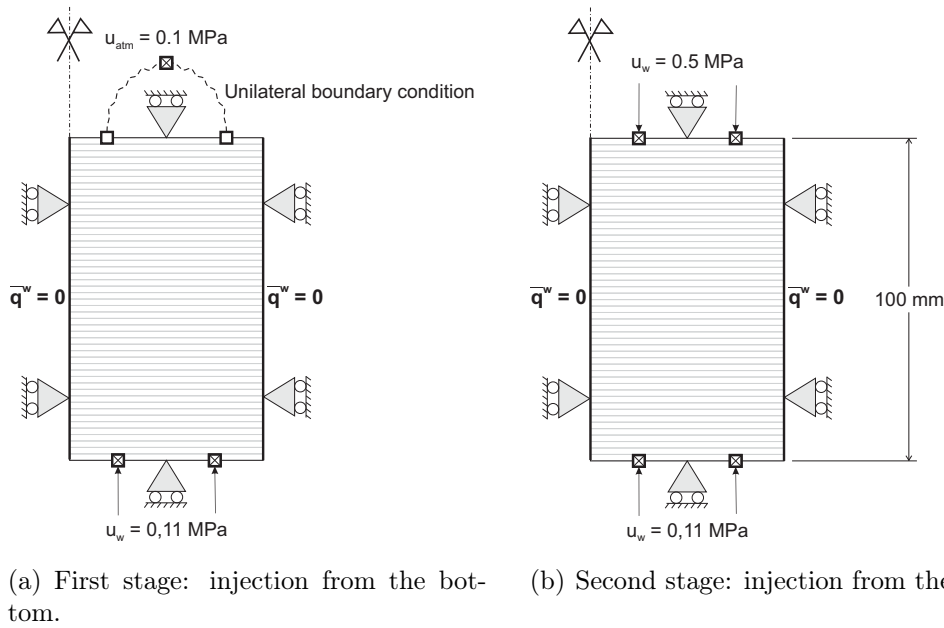 u_atm = 0.1 MPa
Unilateral boundary condition
q̅ʷ = 0
q̅ʷ = 0
u_w = 0,11 MPa
(a) First stage: injection from the bot-
tom.
u_w = 0.5 MPa
q̅ʷ = 0
q̅ʷ = 0
100 mm
u_w = 0,11 MPa
(b) Second stage: injection from the